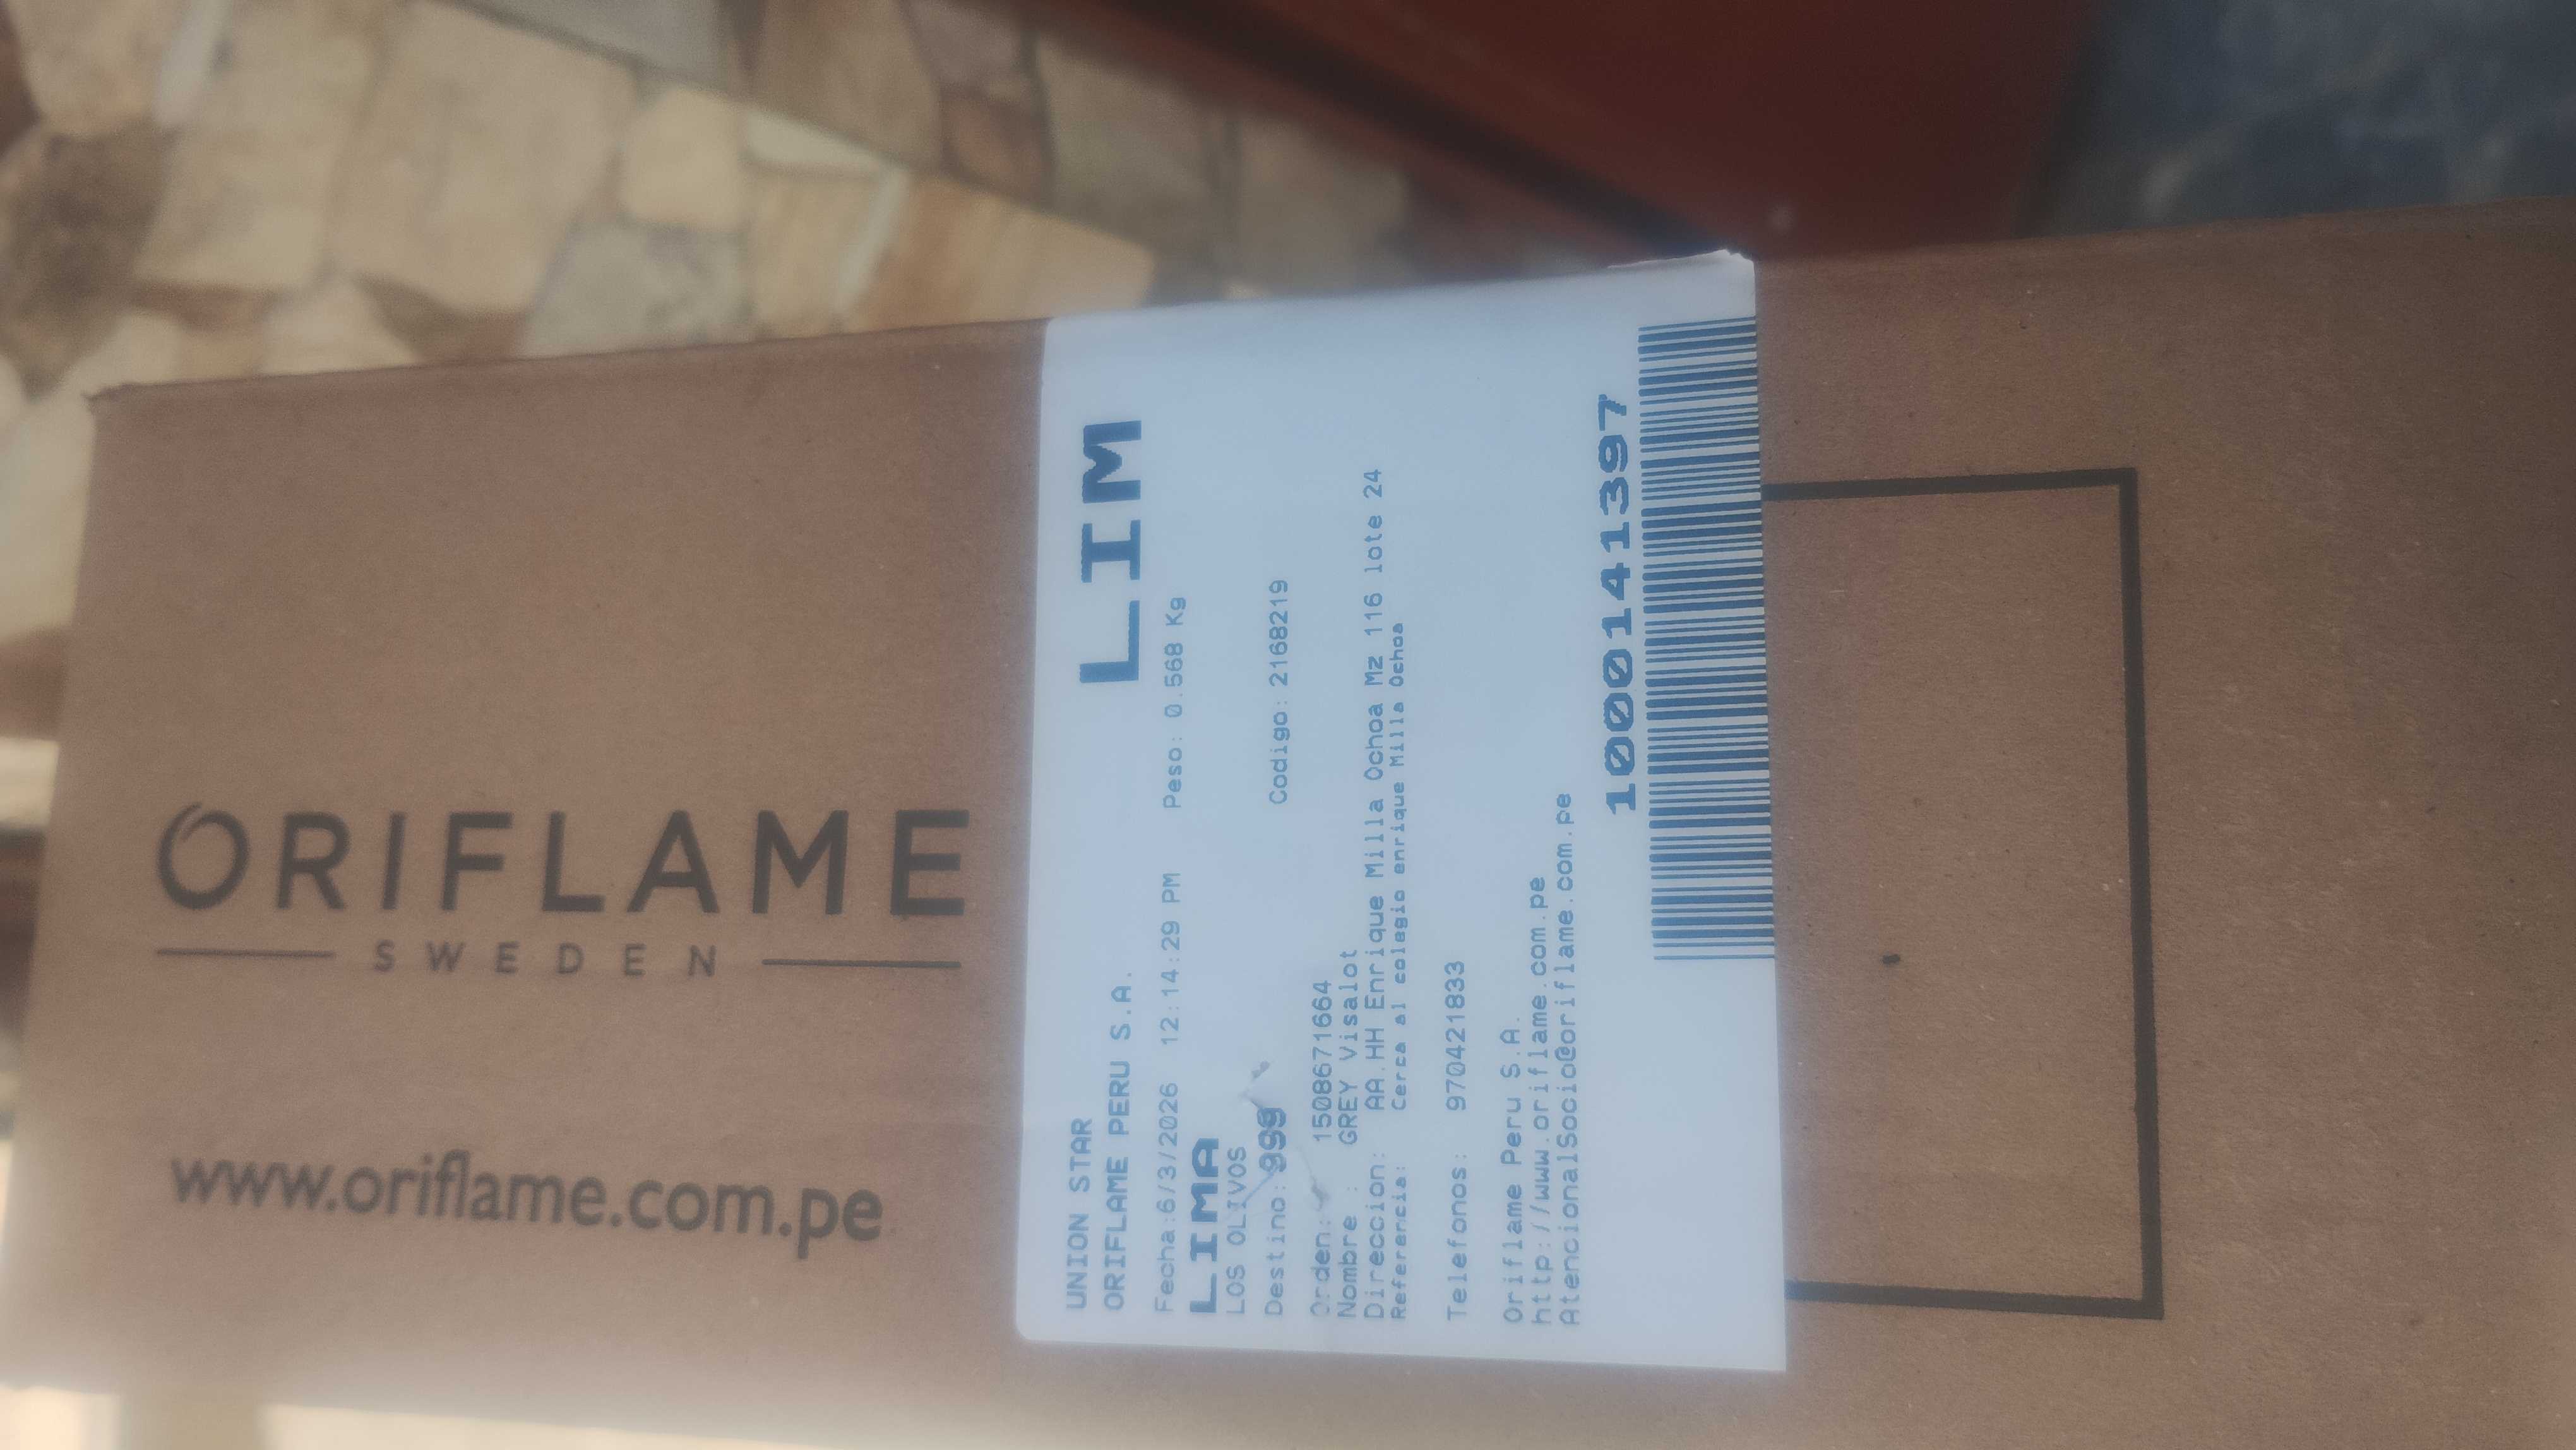 ORIFLAME
SWEDEN
www.oriflame.com.pe
UNION STAR
LIM
ORIFLAME PERU S.A.
Fecha:6/3/2026 12:14:29 PM Peso: 0.568 Kg
LIMA
LOS OLIVOS
Destino:999 Codigo: 2168219
Orden: 1508671664
Nombre : GREY Visalot
Direccion: AA.HH Enrique Milla Ochoa Mz 116 lote 24
Referencia: Cerca al colegio enrique Milla Ochoa
Telefonos: 970421833
Oriflame Peru S.A.
http://www.oriflame.com.pe
AtencionalSocio@oriflame.com.pe
1000141397